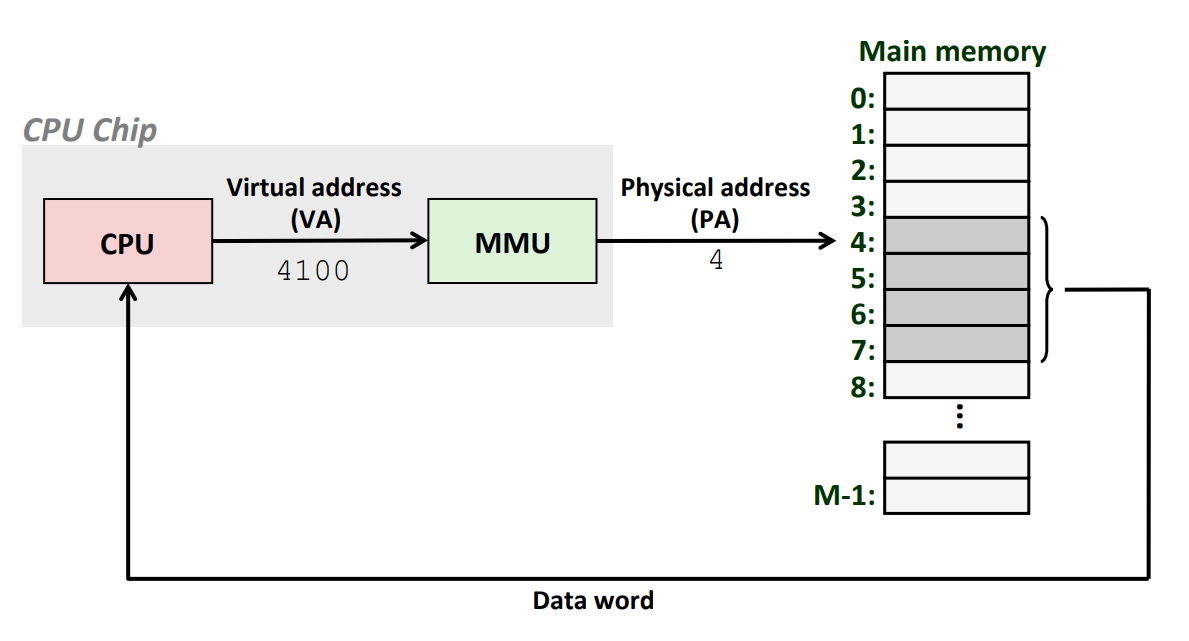 Main memory
0:
CPU Chip
1:
2:
Virtual address
(VA)
Physical address
(PA)
3:
CPU
MMU
4:
4100
4
5:
6:
7:
8:
...
M-1:
Data word